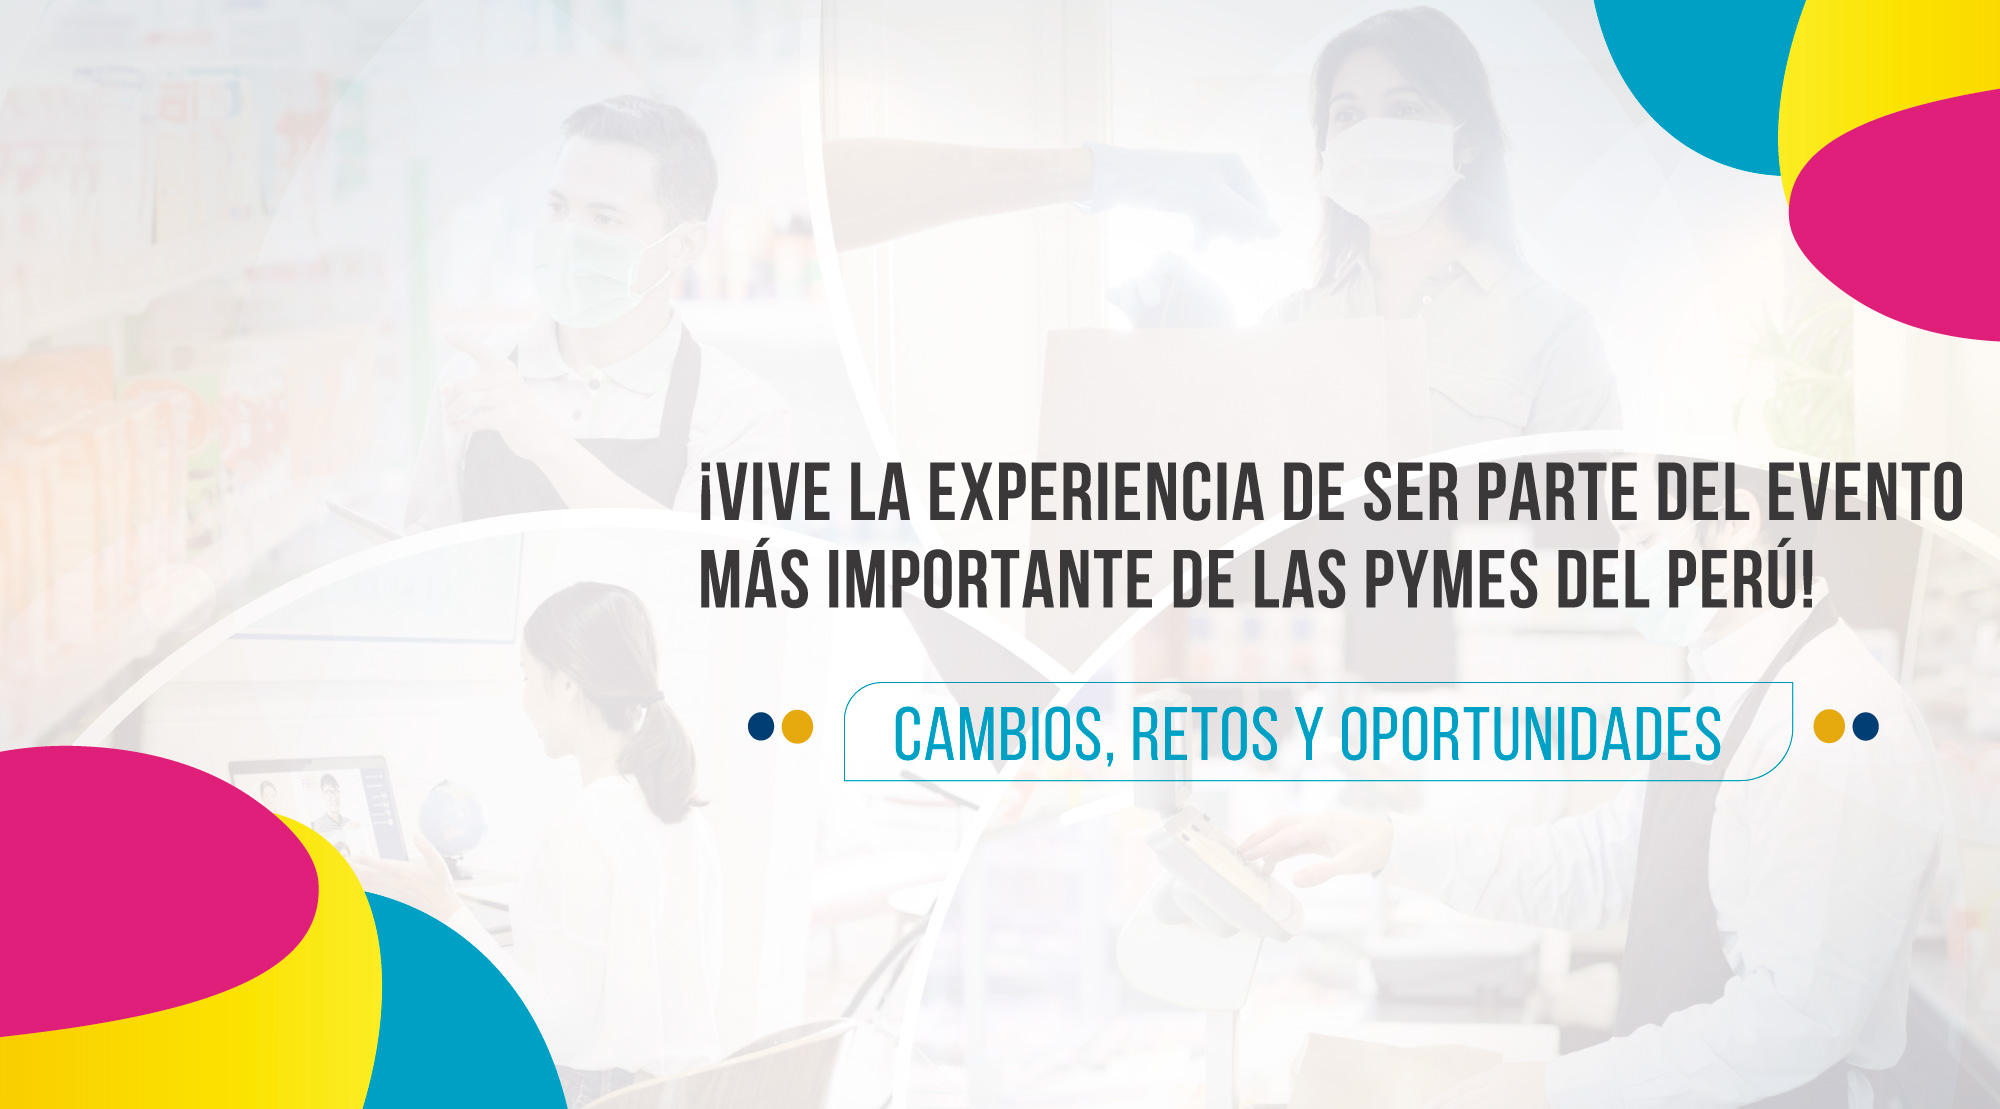 ¡VIVE LA EXPERIENCIA DE SER PARTE DEL EVENTO
MÁS IMPORTANTE DE LAS PYMES DEL PERÚ!
CAMBIOS, RETOS Y OPORTUNIDADES